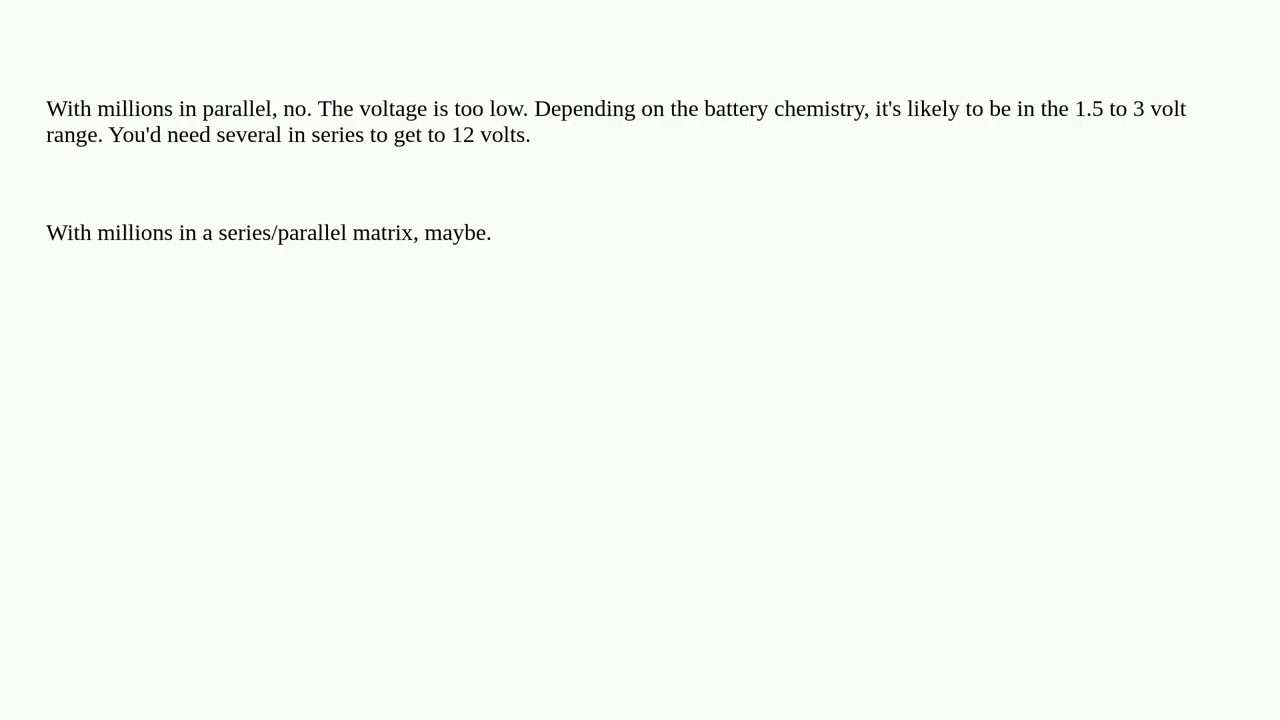 With millions in parallel, no. The voltage is too low. Depending on the battery chemistry, it's likely to be in the 1.5 to 3 volt
range. You'd need several in series to get to 12 volts.
With millions in a series/parallel matrix, maybe.